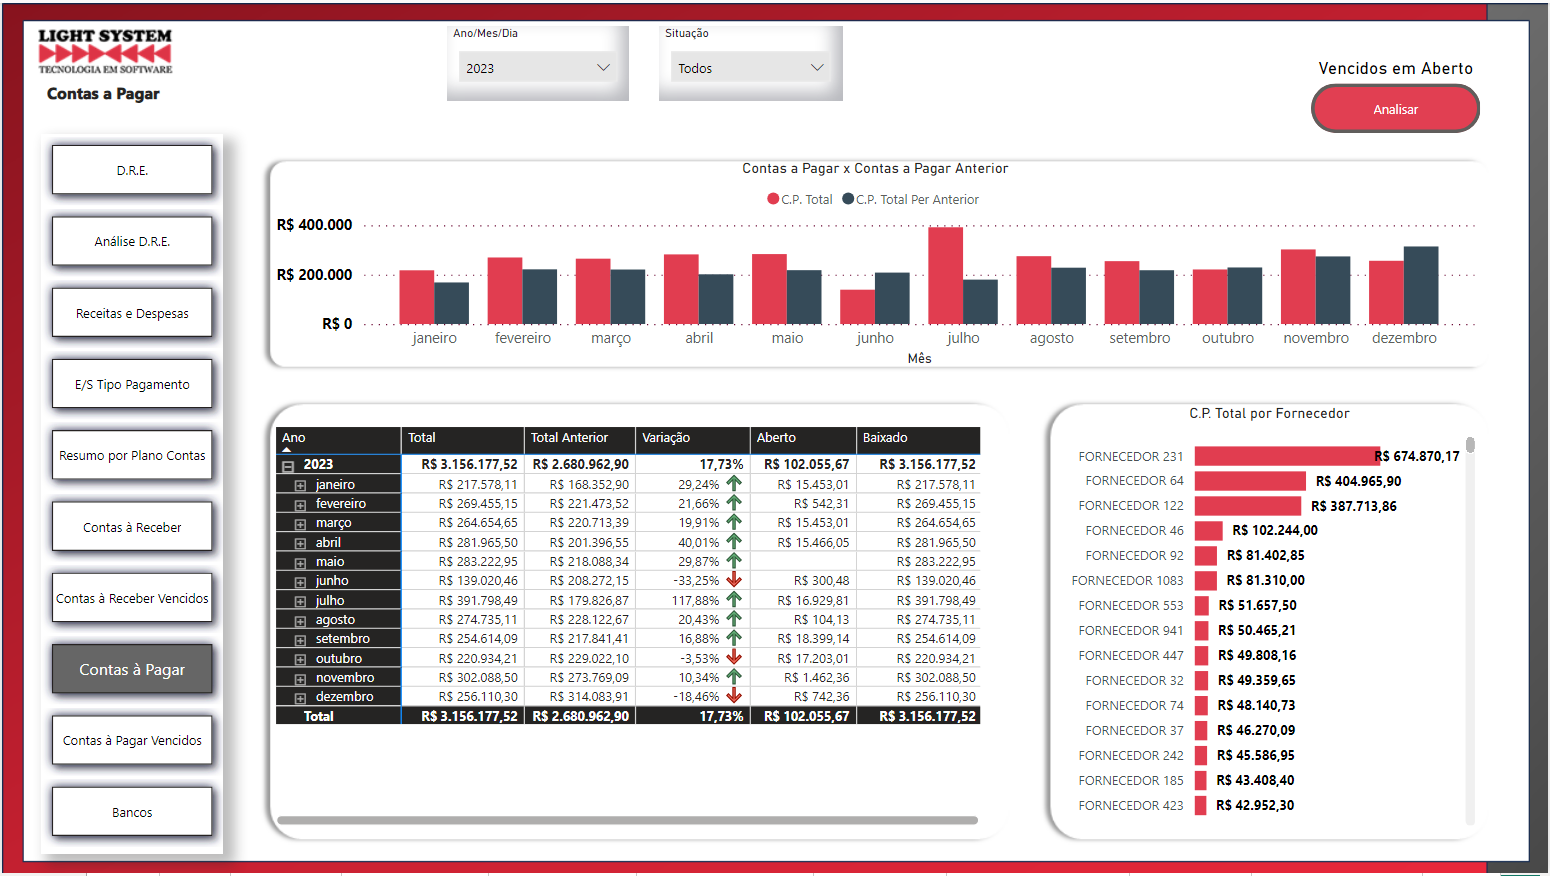 LIGHT SYSTEM
TECNOLOGIA EM SOFTWARE
Contas a Pagar
Ano/Mes/Dia
2023
Situação
Todos
Vencidos em Aberto
Analisar
D.R.E.
Análise D.R.E.
Receitas e Despesas
E/S Tipo Pagamento
Resumo por Plano Contas
Contas à Receber
Contas à Receber Vencidos
Contas à Pagar
Contas à Pagar Vencidos
Bancos
Contas a Pagar x Contas a Pagar Anterior
C.P. Total C.P. Total Per Anterior
R$ 400.000
R$ 200.000
R$ 0
janeiro fevereiro março abril maio junho julho agosto setembro outubro novembro dezembro
Mês
Ano Total Total Anterior Variação Aberto Baixado
2023 R$ 3.156.177,52 R$ 2.680.962,90 17,73% R$ 102.055,67 R$ 3.156.177,52
janeiro R$ 217.578,11 R$ 168.352,90 29,24% R$ 15.453,01 R$ 217.578,11
fevereiro R$ 269.455,15 R$ 221.473,52 21,66% R$ 542,31 R$ 269.455,15
março R$ 264.654,65 R$ 220.713,39 19,91% R$ 15.453,01 R$ 264.654,65
abril R$ 281.965,50 R$ 201.396,55 40,01% R$ 15.466,05 R$ 281.965,50
maio R$ 283.222,95 R$ 218.088,34 29,87% R$ 283.222,95
junho R$ 139.020,46 R$ 208.272,15 -33,25% R$ 300,48 R$ 139.020,46
julho R$ 391.798,49 R$ 179.826,87 117,88% R$ 16.929,81 R$ 391.798,49
agosto R$ 274.735,11 R$ 228.122,67 20,43% R$ 104,13 R$ 274.735,11
setembro R$ 254.614,09 R$ 217.841,41 16,88% R$ 18.399,14 R$ 254.614,09
outubro R$ 220.934,21 R$ 229.022,10 -3,53% R$ 17.203,01 R$ 220.934,21
novembro R$ 302.088,50 R$ 273.769,09 10,34% R$ 1.462,36 R$ 302.088,50
dezembro R$ 256.110,30 R$ 314.083,91 -18,46% R$ 742,36 R$ 256.110,30
Total R$ 3.156.177,52 R$ 2.680.962,90 17,73% R$ 102.055,67 R$ 3.156.177,52
C.P. Total por Fornecedor
FORNECEDOR 231 R$ 674.870,17
FORNECEDOR 64 R$ 404.965,90
FORNECEDOR 122 R$ 387.713,86
FORNECEDOR 46 R$ 102.244,00
FORNECEDOR 92 R$ 81.402,85
FORNECEDOR 1083 R$ 81.310,00
FORNECEDOR 553 R$ 51.657,50
FORNECEDOR 941 R$ 50.465,21
FORNECEDOR 447 R$ 49.808,16
FORNECEDOR 32 R$ 49.359,65
FORNECEDOR 74 R$ 48.140,73
FORNECEDOR 37 R$ 46.270,09
FORNECEDOR 242 R$ 45.586,95
FORNECEDOR 185 R$ 43.408,40
FORNECEDOR 423 R$ 42.952,30